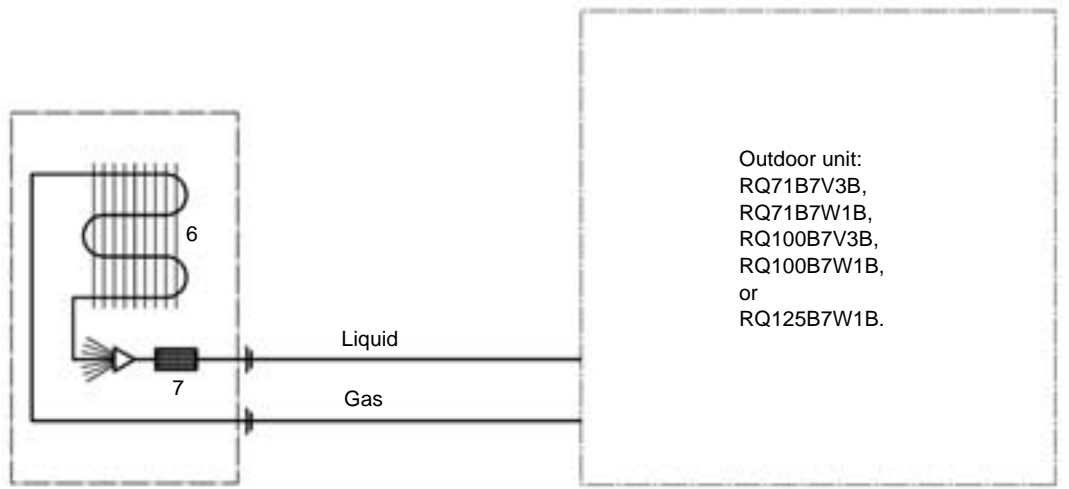 Outdoor unit:
RQ71B7V3B,
RQ71B7W1B,
RQ100B7V3B,
RQ100B7W1B,
or
RQ125B7W1B.
6
Liquid
7
Gas